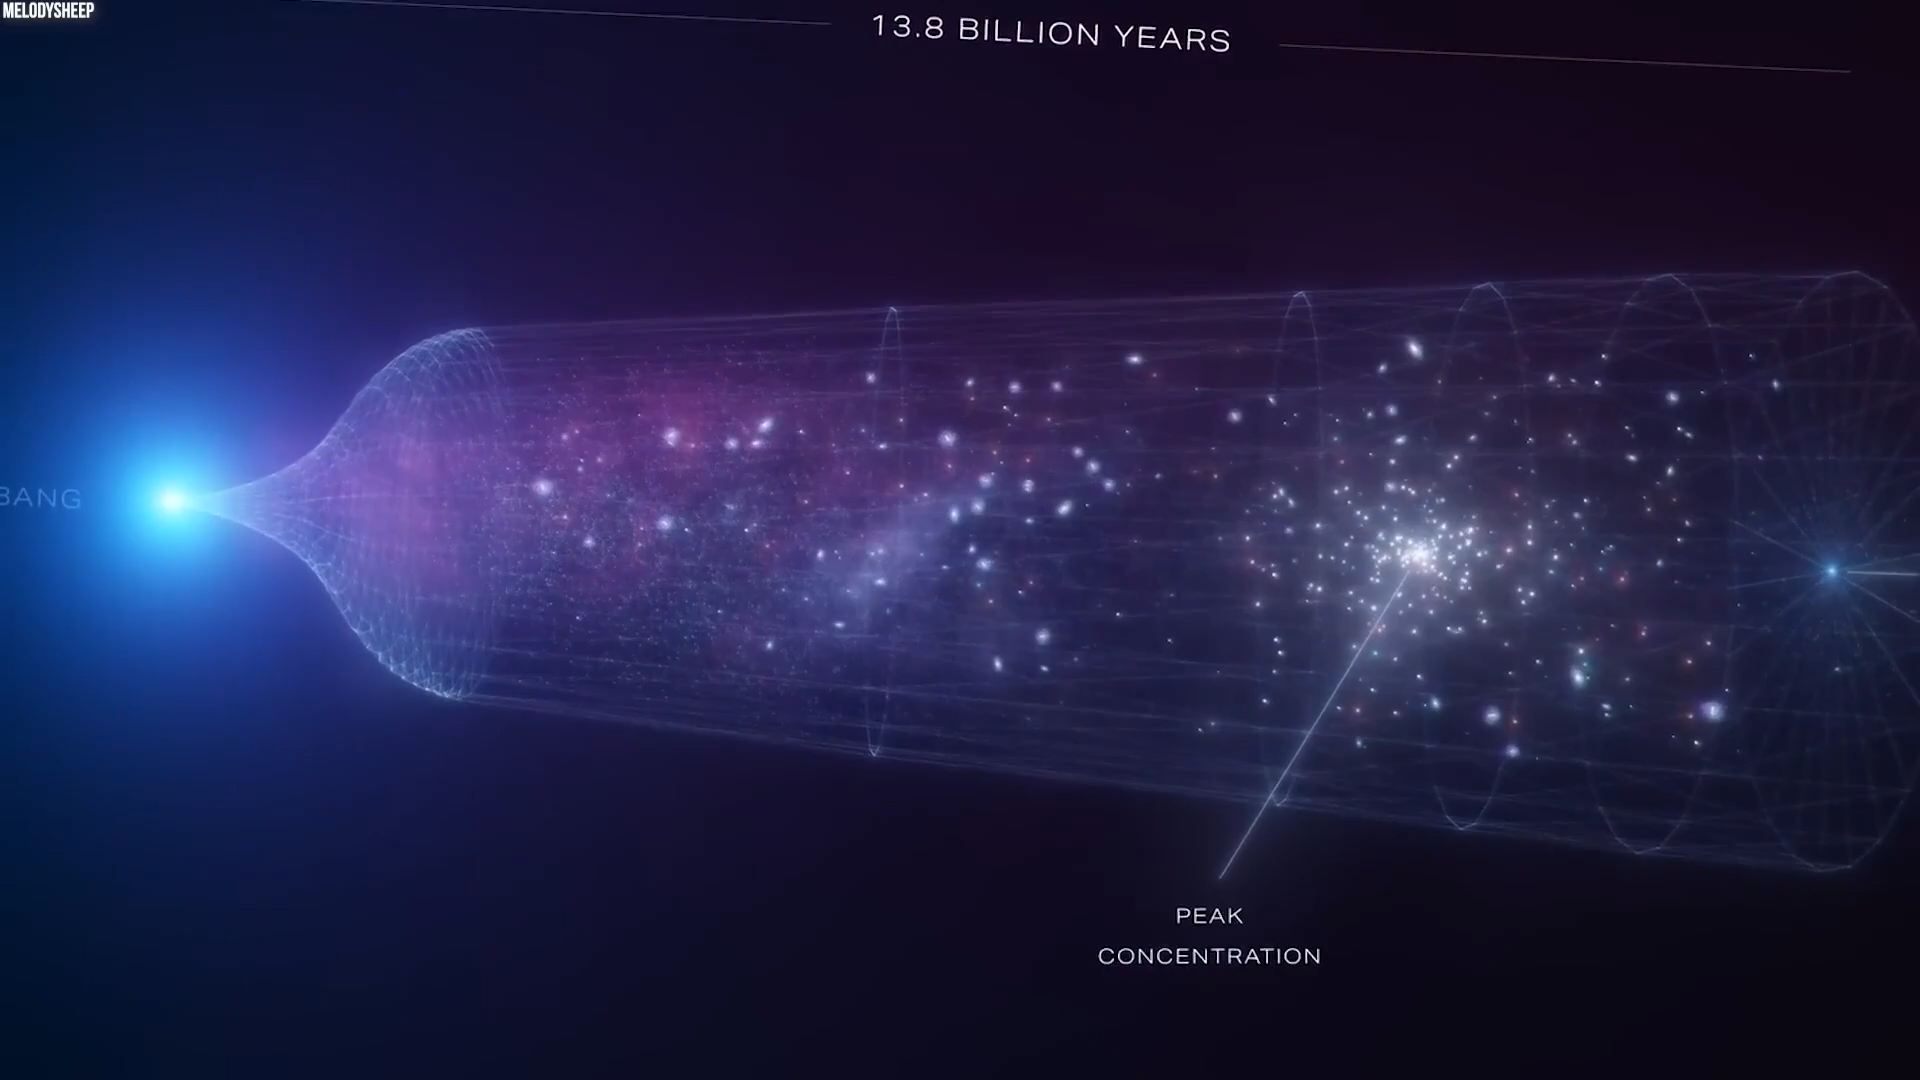 MELODYSHEEP
13.8 BILLION YEARS
BANG
PEAK
CONCENTRATION